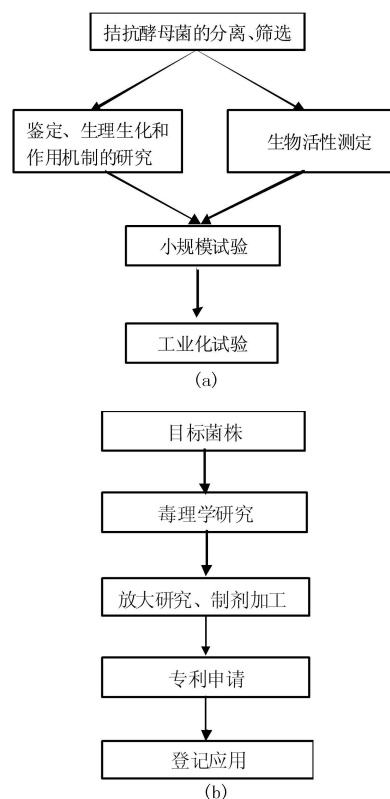 拮抗酵母菌的分离、筛选
鉴定、生理生化和
作用机制的研究
生物活性测定
小规模试验
工业化试验
(a)
目标菌株
毒理学研究
放大研究、制剂加工
专利申请
登记应用
(b)